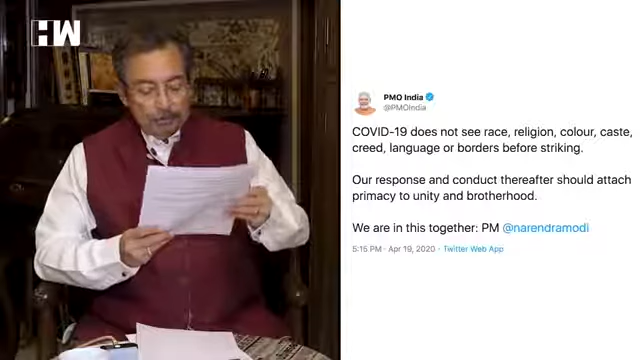 HW
PMO India
@PMOIndia
COVID-19 does not see race, religion, colour, caste,
creed, language or borders before striking.
Our response and conduct thereafter should attach
primacy to unity and brotherhood.
We are in this together: PM @narendramodi
5:15 PM · Apr 19, 2020 · Twitter Web App